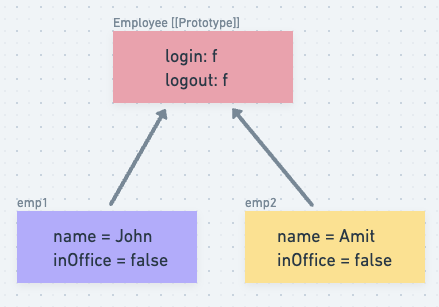 Employee [[Prototype]]
login: f
logout: f
emp1
name = John
inOffice = false
emp2
name = Amit
inOffice = false